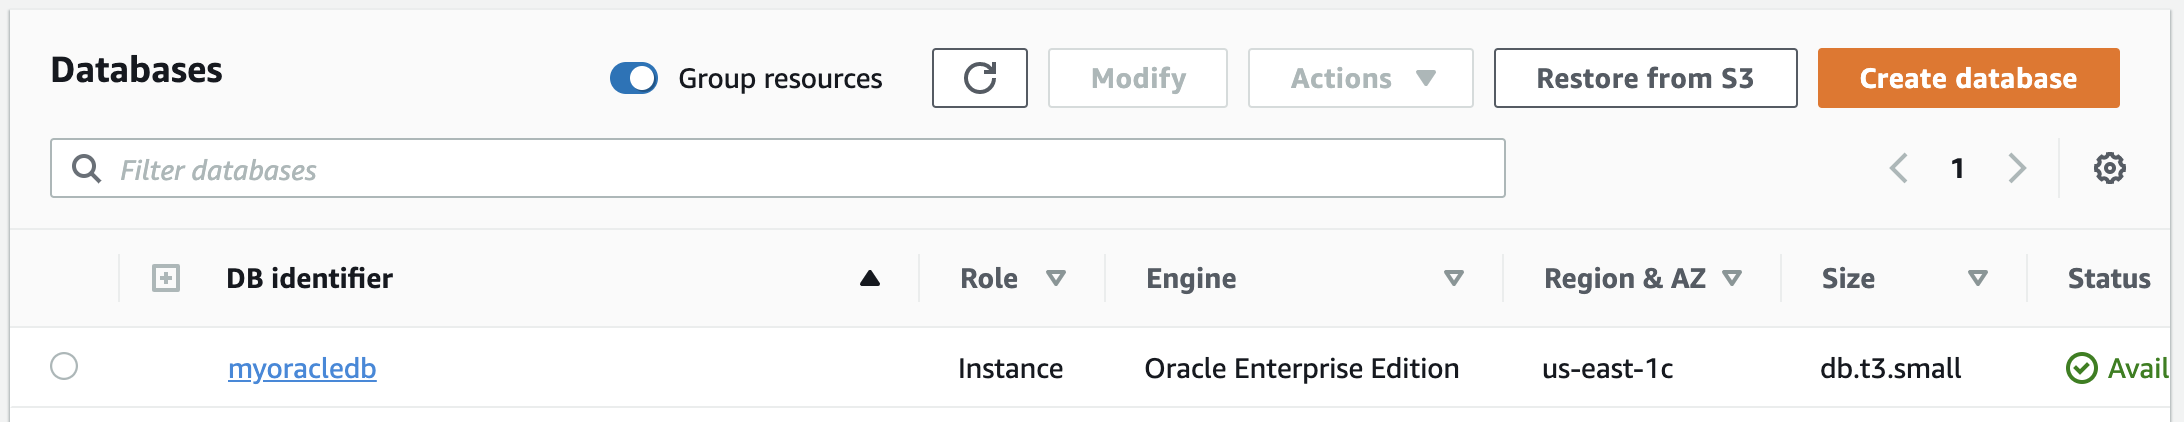 Databases
Group resources
Modify
Actions
Restore from S3
Create database
Filter databases
1
DB identifier
Role
Engine
Region & AZ
Size
Status
myoracledb
Instance
Oracle Enterprise Edition
us-east-1c
db.t3.small
Avail